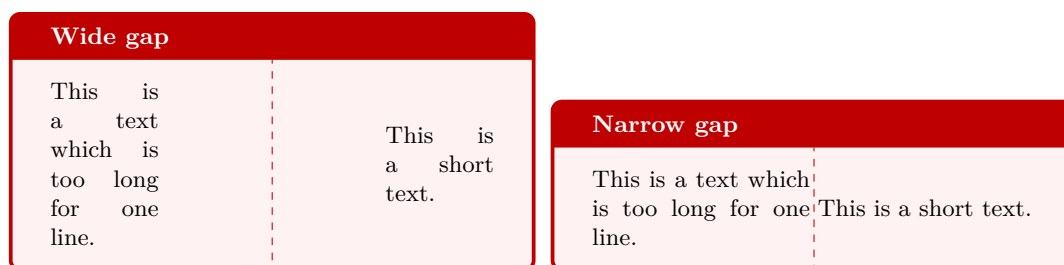 Wide gap
This is
a text
which is
too long
for one
line.
This is
a short
text.
Narrow gap
This is a text which
is too long for one
line.
This is a short text.